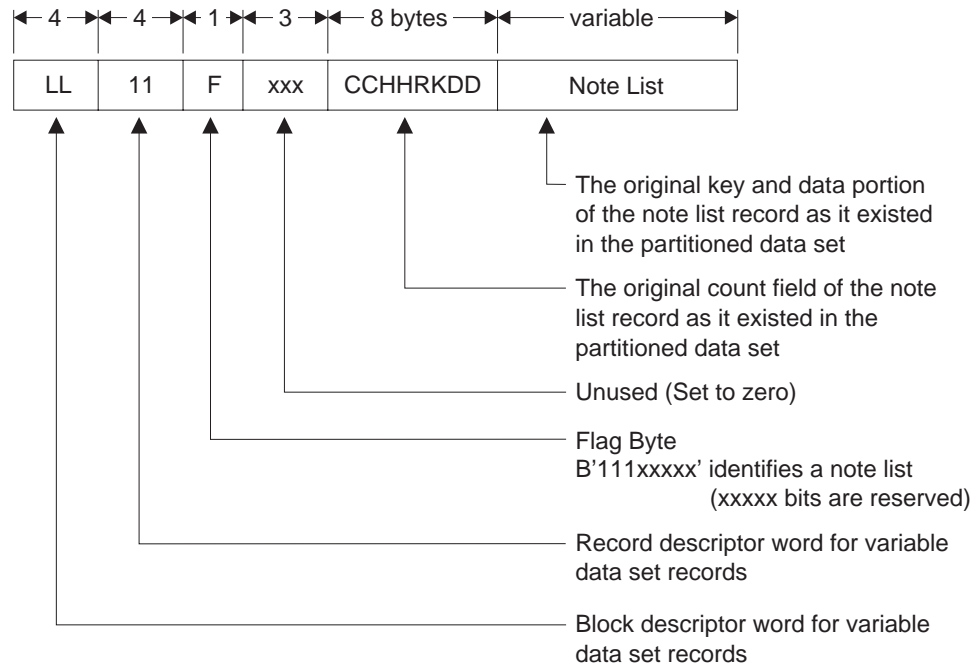 4 4 1 3 8 bytes variable
LL 11 F xxx CCHHRKDD Note List
The original key and data portion
of the note list record as it existed
in the partitioned data set
The original count field of the note
list record as it existed in the
partitioned data set
Unused (Set to zero)
Flag Byte
B'111xxxxx' identifies a note list
(xxxxx bits are reserved)
Record descriptor word for variable
data set records
Block descriptor word for variable
data set records